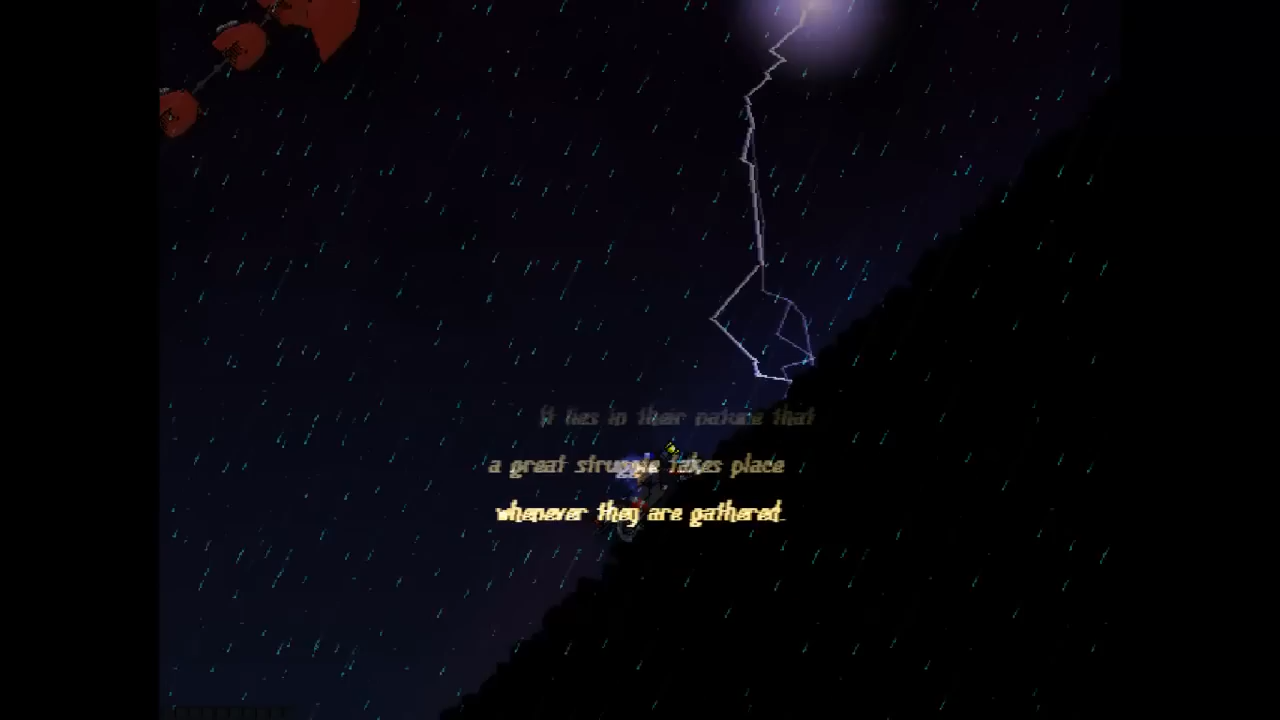 It lies in their nature that
a great struggle takes place
whenever they are gathered.